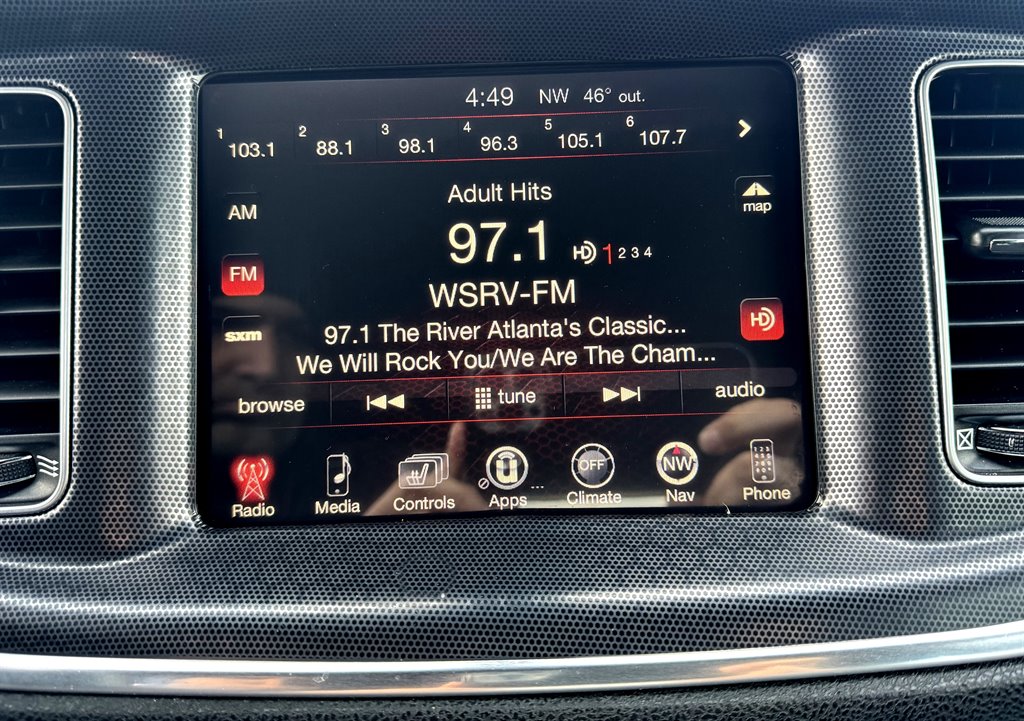 4:49 NW 46° out.
1 103.1 2 88.1 3 98.1 4 96.3 5 105.1 6 107.7
Adult Hits
map
AM
97.1 HD 1 2 3 4
FM
WSRV-FM
HD
sxm
97.1 The River Atlanta's Classic...
We Will Rock You/We Are The Cham...
browse tune audio
OFF NW
Radio Media Controls Apps ... Climate Nav Phone